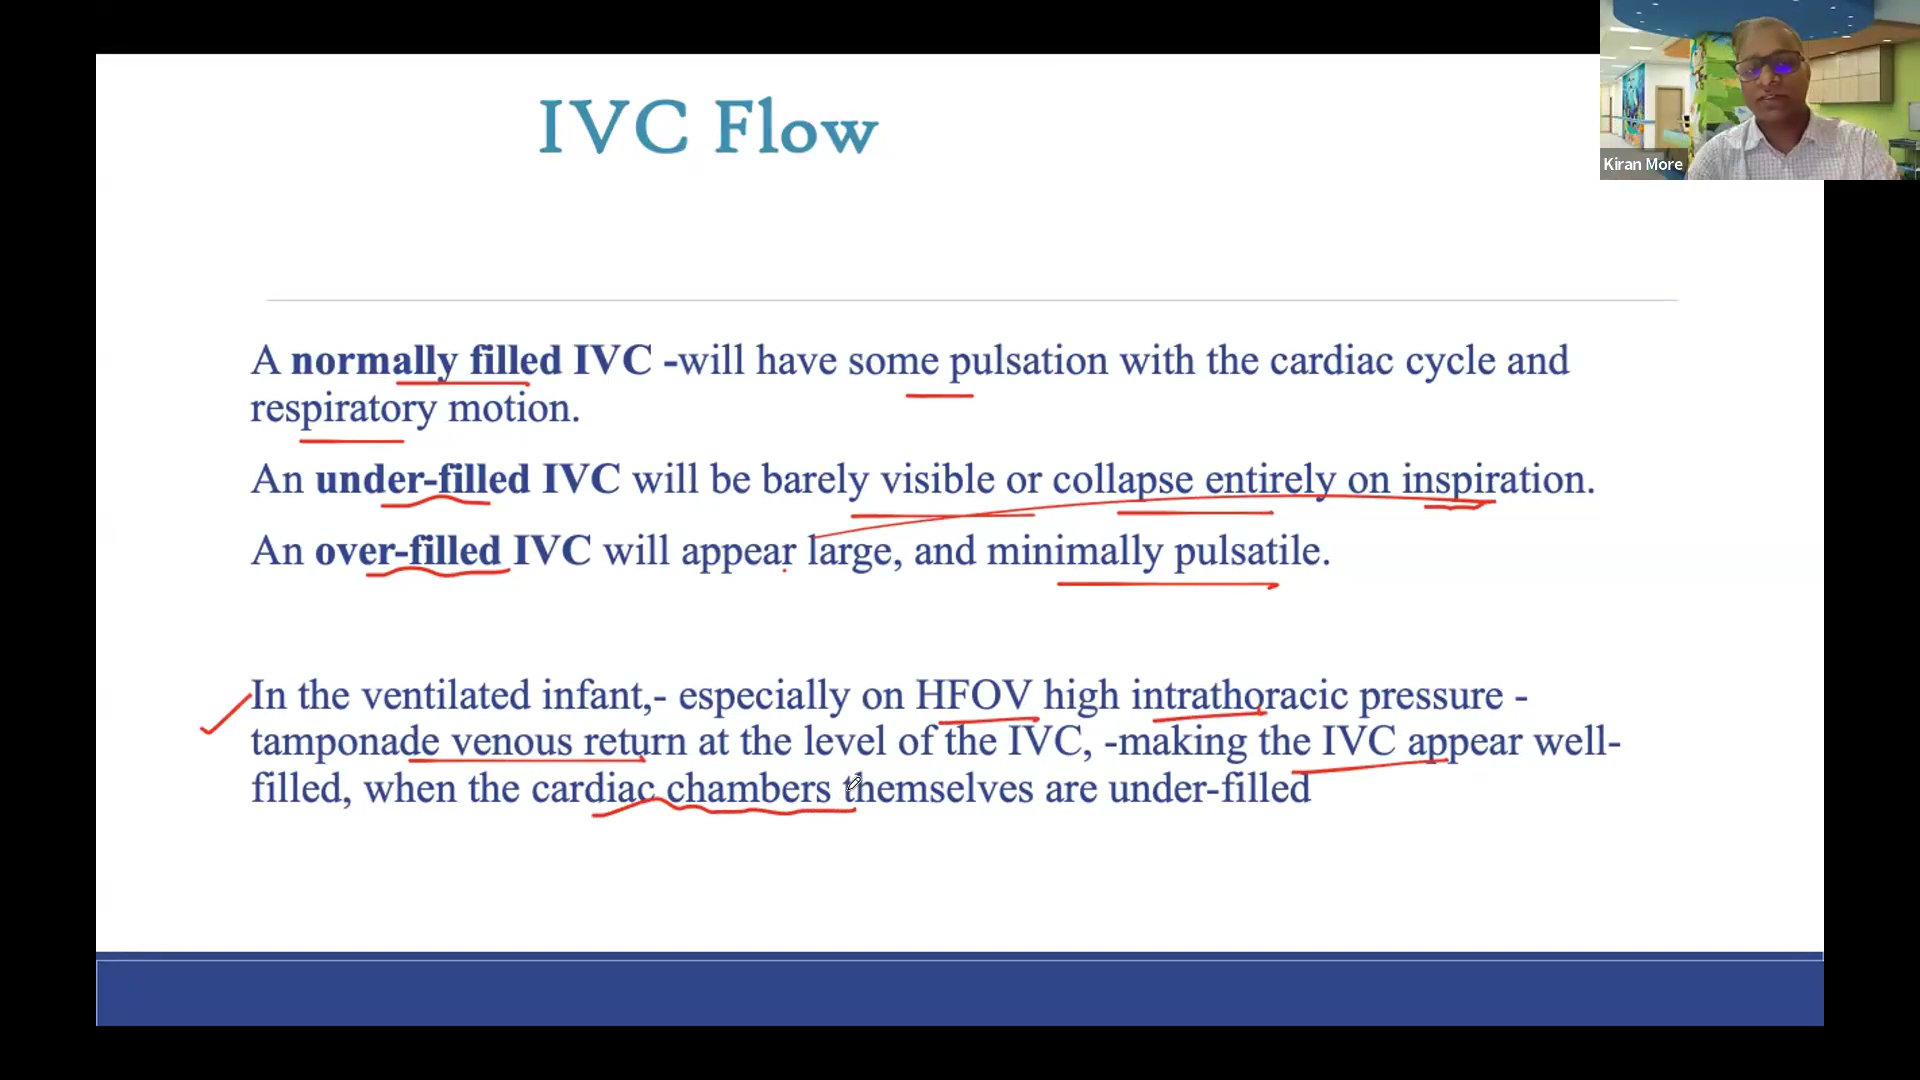 IVC Flow
Kiran More
A normally filled IVC -will have some pulsation with the cardiac cycle and
respiratory motion.
An under-filled IVC will be barely visible or collapse entirely on inspiration.
An over-filled IVC will appear large, and minimally pulsatile.
In the ventilated infant,- especially on HFOV high intrathoracic pressure -
tamponade venous return at the level of the IVC, -making the IVC appear well-
filled, when the cardiac chambers themselves are under-filled